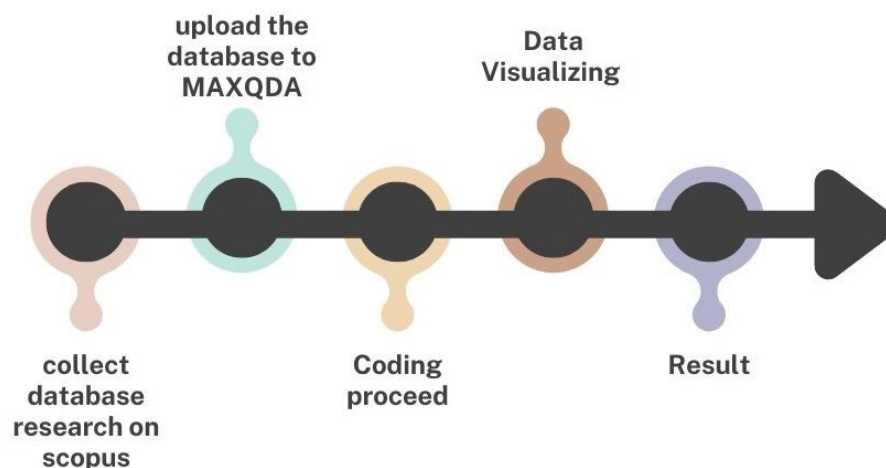 collect
database
research on
scopus
upload the
database to
MAXQDA
Coding
proceed
Data
Visualizing
Result